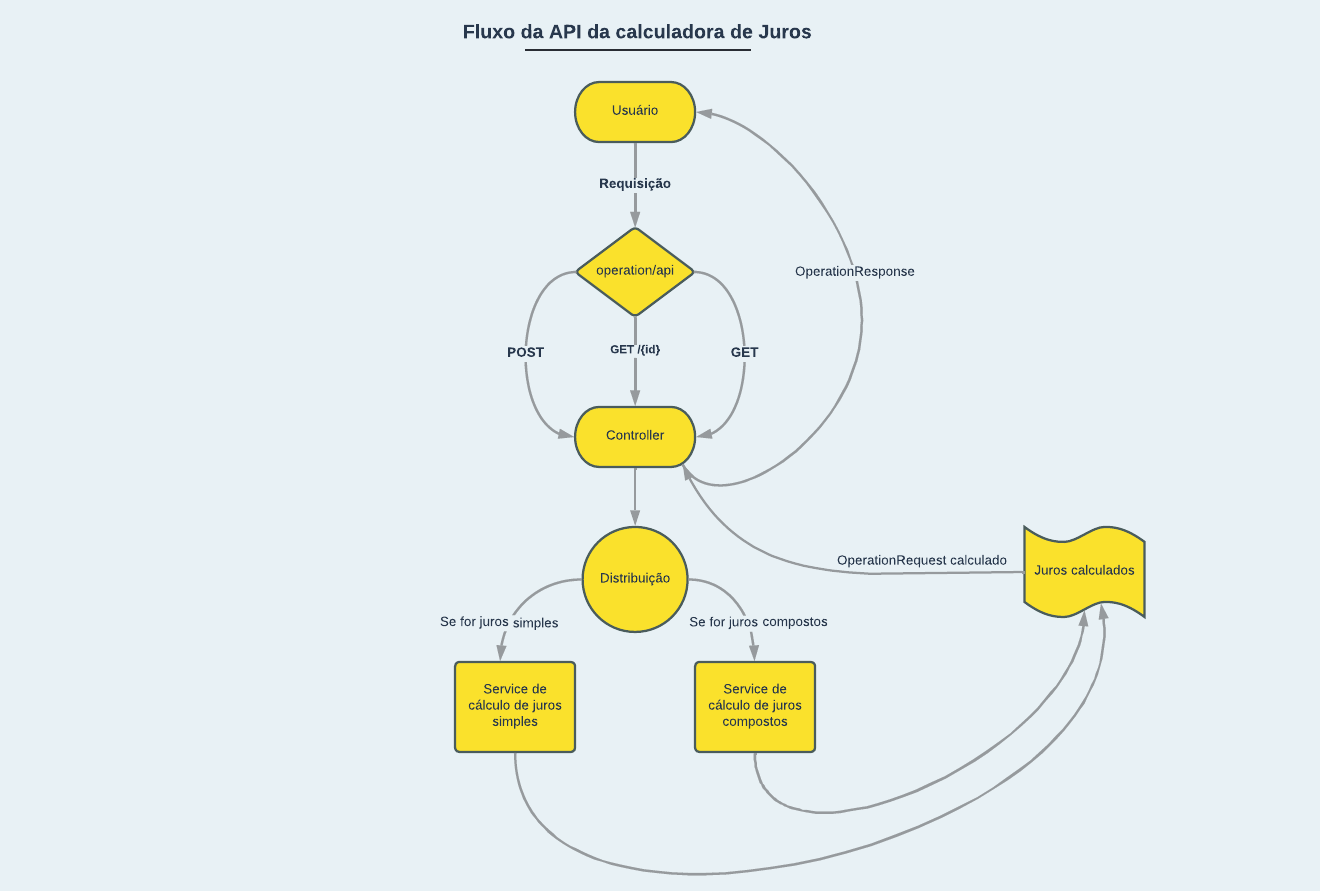 Fluxo da API da calculadora de Juros
Usuário
Requisição
operation/api
OperationResponse
POST
GET /{id}
GET
Controller
OperationRequest calculado
Juros calculados
Distribuição
Se for juros simples
Se for juros compostos
Service de
cálculo de juros
simples
Service de
cálculo de juros
compostos